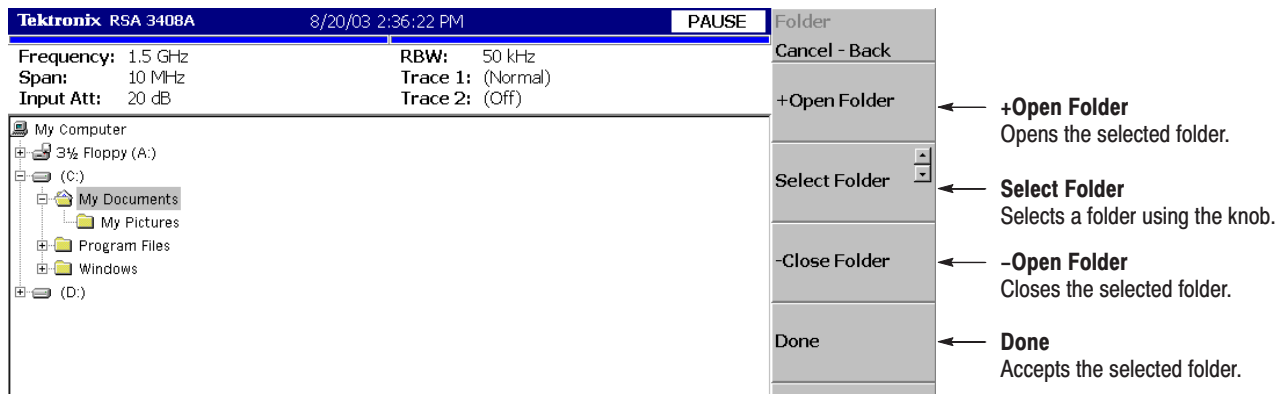 Tektronix RSA 3408A 8/20/03 2:36:22 PM PAUSE
Frequency: 1.5 GHz RBW: 50 kHz
Span: 10 MHz Trace 1: (Normal)
Input Att: 20 dB Trace 2: (Off)
My Computer
3½ Floppy (A:)
(C:)
My Documents
My Pictures
Program Files
Windows
(D:)
Folder
Cancel - Back
+Open Folder
Select Folder
-Close Folder
Done
+Open Folder
Opens the selected folder.
Select Folder
Selects a folder using the knob.
–Open Folder
Closes the selected folder.
Done
Accepts the selected folder.